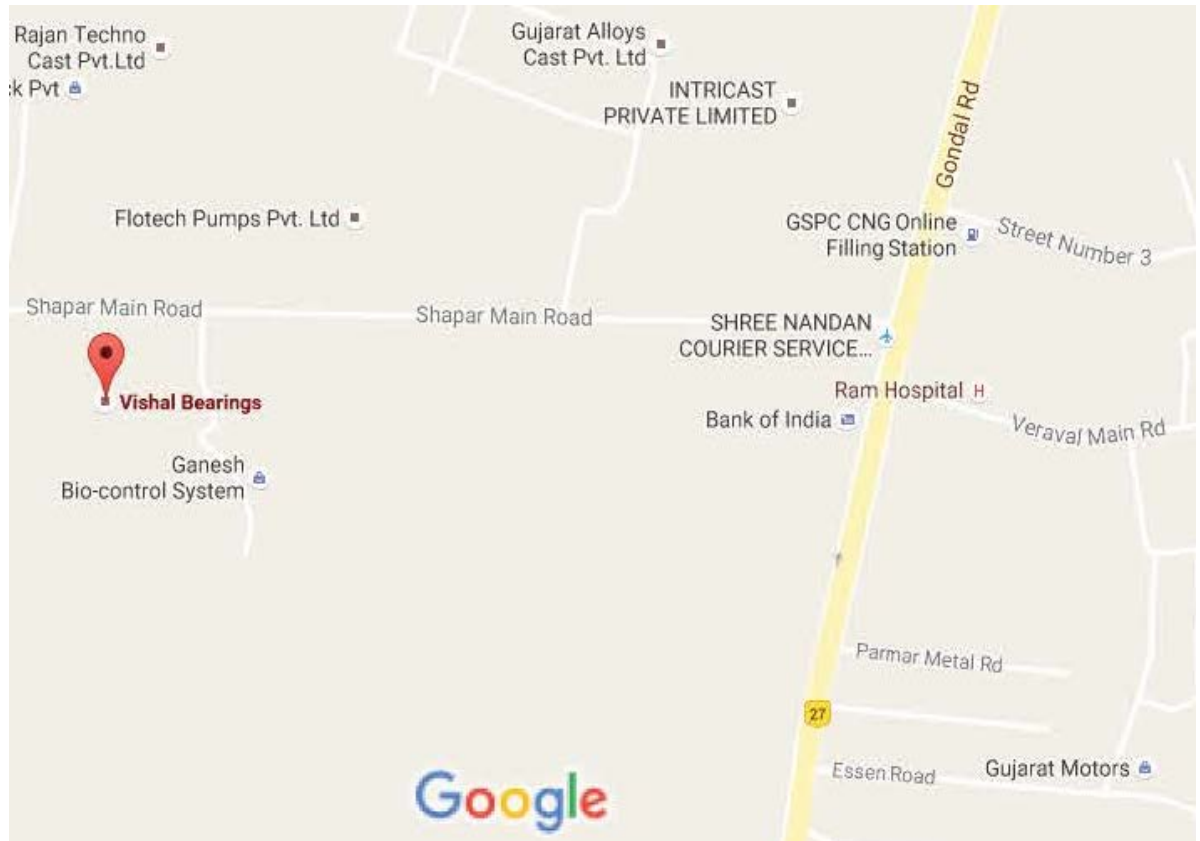 Rajan Techno
Cast Pvt.Ltd
:k Pvt
Gujarat Alloys
Cast Pvt. Ltd
INTRICAST
PRIVATE LIMITED
Gondal Rd
Flotech Pumps Pvt. Ltd
GSPC CNG Online
Filling Station
Street Number 3
Shapar Main Road
Shapar Main Road
SHREE NANDAN
COURIER SERVICE...
Vishal Bearings
Ram Hospital H
Bank of India
Veraval Main Rd
Ganesh
Bio-control System
Parmar Metal Rd
27
Essen Road
Gujarat Motors
Google